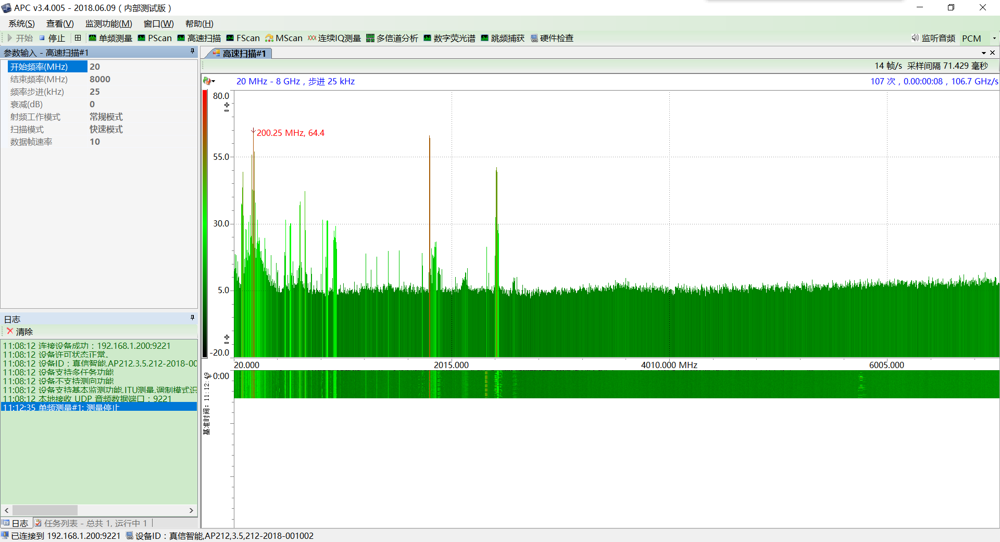 APC v3.4.005 - 2018.06.09 ( 内部测试版 )
系统(S) 查看(V) 监测功能(M) 窗口(W) 帮助(H)
开始 停止 单频测量 PScan 高速扫描 FScan MScan 连续IQ测量 多信道分析 数字荧光谱 跳频捕获 硬件检查 监听音频 PCM
参数输入 - 高速扫描#1
开始频率(MHz) 20
结束频率(MHz) 8000
频率步进(kHz) 25
衰减(dB) 0
射频工作模式 常规模式
扫描模式 快速模式
数据帧速率 10
日志
清除
11:08:12 连接设备成功：192.168.1.200:9221
11:08:12 设备许可状态正常。
11:08:12 设备ID：真信智能,AP212,3.5,212-2018-00
11:08:12 设备支持多任务功能
11:08:12 设备不支持测向功能
11:08:12 设备支持基本监测功能,ITU测量,调制模式识
11:08:12 本地接收 UDP 音频数据端口：9221
11:12:35 单频测量#1: 测量停止
日志 任务列表 - 总共 1, 运行中 1
高速扫描#1
14 帧/s 采样间隔 71.429 毫秒
20 MHz - 8 GHz，步进 25 kHz
107 次，0.00:00:08，106.7 GHz/s
80.0
200.25 MHz, 64.4
55.0
30.0
5.0
-20.0
20.000 2015.000 4010.000 MHz 6005.000
+0:00
基准时间: 11:12:49
已连接到 192.168.1.200:9221 设备ID：真信智能,AP212,3.5,212-2018-001002